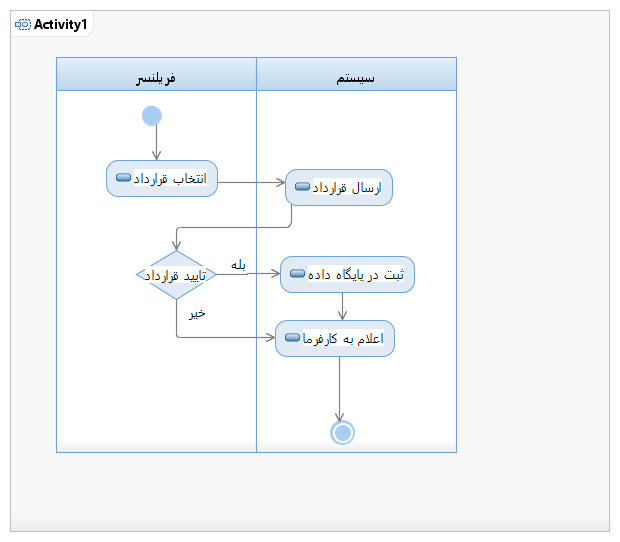 Activity1
فریلنسر
سیستم
انتخاب قرارداد
ارسال قرارداد
تایید قرارداد
بله
ثبت در پایگاه داده
خیر
اعلام به کارفرما